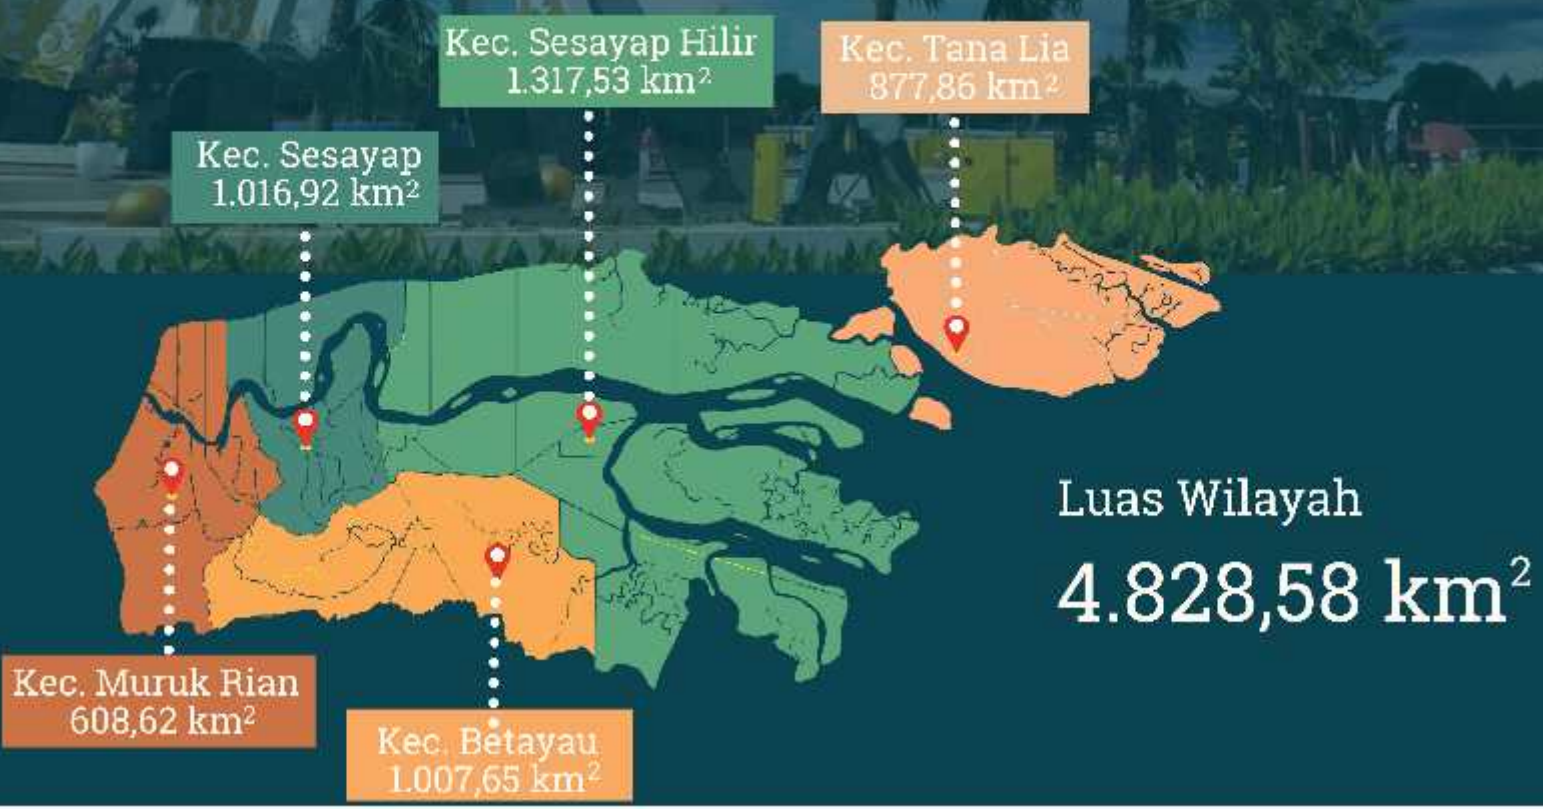 Kec. Sesayap Hilir
1.317,53 km²
Kec. Tana Lia
877,86 km²
Kec. Sesayap
1.016,92 km²
Luas Wilayah
4.828,58 km²
Kec. Muruk Rian
608,62 km²
Kec. Betayau
1.007,65 km²